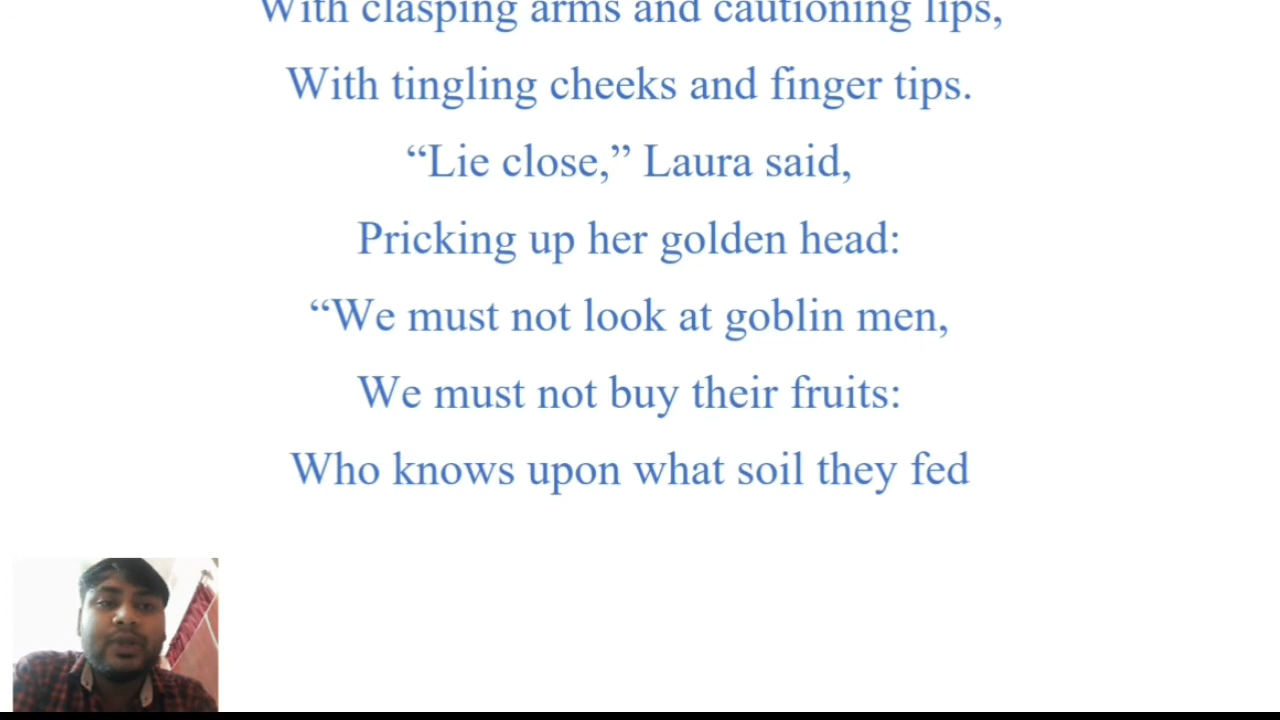 With clasping arms and cautioning lips,
With tingling cheeks and finger tips.
“Lie close,” Laura said,
Pricking up her golden head:
“We must not look at goblin men,
We must not buy their fruits:
Who knows upon what soil they fed